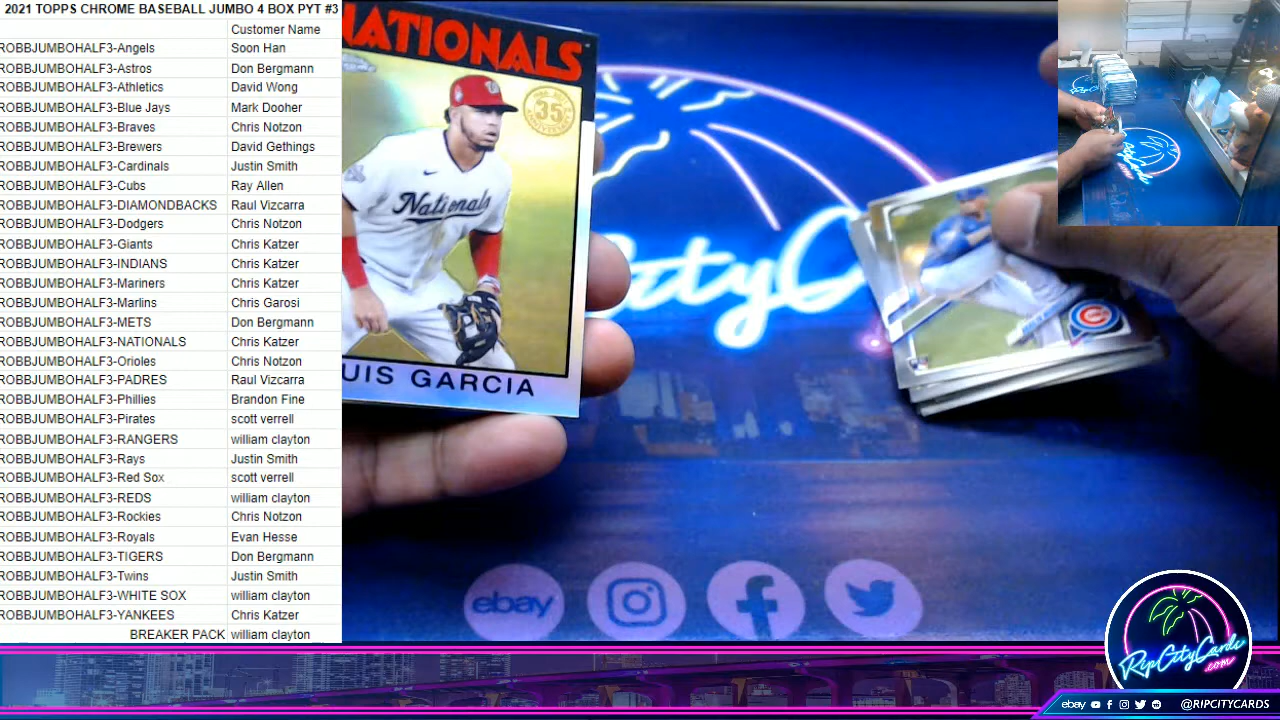 2021 TOPPS CHROME BASEBALL JUMBO 4 BOX PYT #3
Customer Name
ROBBJUMBOHALF3-Angels Soon Han
ROBBJUMBOHALF3-Astros Don Bergmann
ROBBJUMBOHALF3-Athletics David Wong
ROBBJUMBOHALF3-Blue Jays Mark Dooher
ROBBJUMBOHALF3-Braves Chris Notzon
ROBBJUMBOHALF3-Brewers David Gethings
ROBBJUMBOHALF3-Cardinals Justin Smith
ROBBJUMBOHALF3-Cubs Ray Allen
ROBBJUMBOHALF3-DIAMONDBACKS Raul Vizcarra
ROBBJUMBOHALF3-Dodgers Chris Notzon
ROBBJUMBOHALF3-Giants Chris Katzer
ROBBJUMBOHALF3-INDIANS Chris Katzer
ROBBJUMBOHALF3-Mariners Chris Katzer
ROBBJUMBOHALF3-Marlins Chris Garosi
ROBBJUMBOHALF3-METS Don Bergmann
ROBBJUMBOHALF3-NATIONALS Chris Katzer
ROBBJUMBOHALF3-Orioles Chris Notzon
ROBBJUMBOHALF3-PADRES Raul Vizcarra
ROBBJUMBOHALF3-Phillies Brandon Fine
ROBBJUMBOHALF3-Pirates scott verrell
ROBBJUMBOHALF3-RANGERS william clayton
ROBBJUMBOHALF3-Rays Justin Smith
ROBBJUMBOHALF3-Red Sox scott verrell
ROBBJUMBOHALF3-REDS william clayton
ROBBJUMBOHALF3-Rockies Chris Notzon
ROBBJUMBOHALF3-Royals Evan Hesse
ROBBJUMBOHALF3-TIGERS Don Bergmann
ROBBJUMBOHALF3-Twins Justin Smith
ROBBJUMBOHALF3-WHITE SOX william clayton
ROBBJUMBOHALF3-YANKEES Chris Katzer
BREAKER PACK william clayton
NATIONALS
35
Nationals
UIS GARCIA
ityC
ebay
RipCityCards
.com
ebay @RIPCITYCARDS